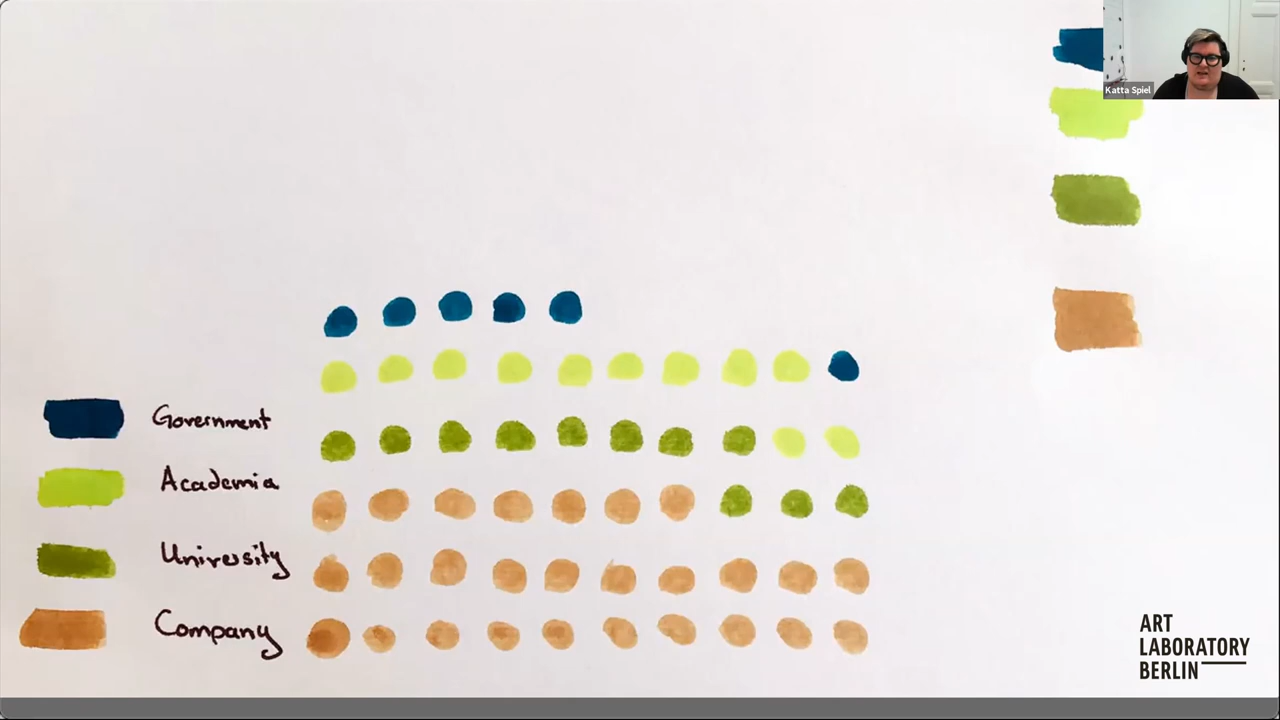 Katta Spiel
Government
Academia
University
Company
ART
LABORATORY
BERLIN